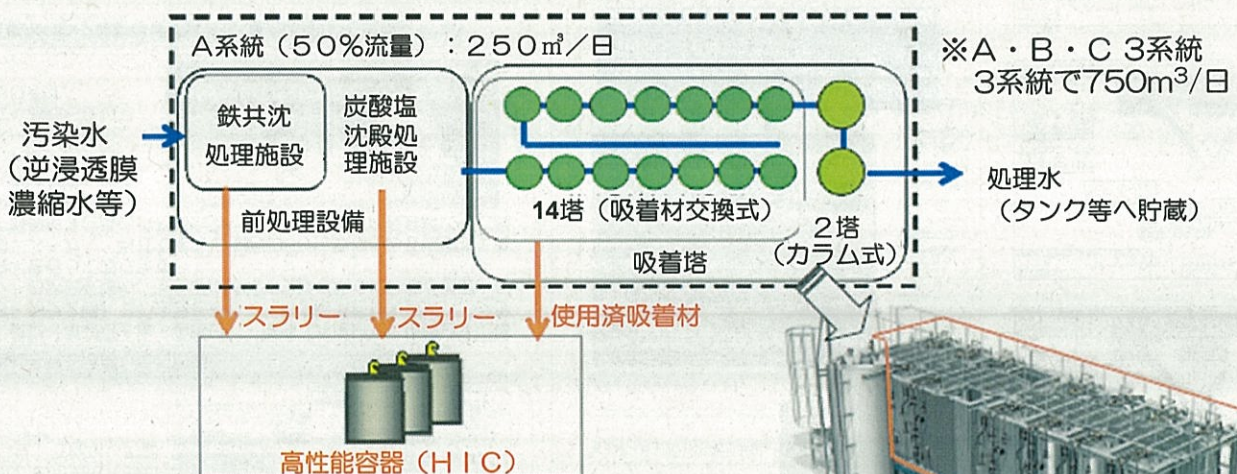 A系統（50%流量）：250㎥／日
※A・B・C 3系統
3系統で750m³/日
汚染水
（逆浸透膜
濃縮水等）
鉄共沈
処理施設
炭酸塩
沈殿処
理施設
前処理設備
14塔（吸着材交換式）
2塔
（カラム式）
吸着塔
処理水
（タンク等へ貯蔵）
スラリー
スラリー
使用済吸着材
高性能容器（HIC）